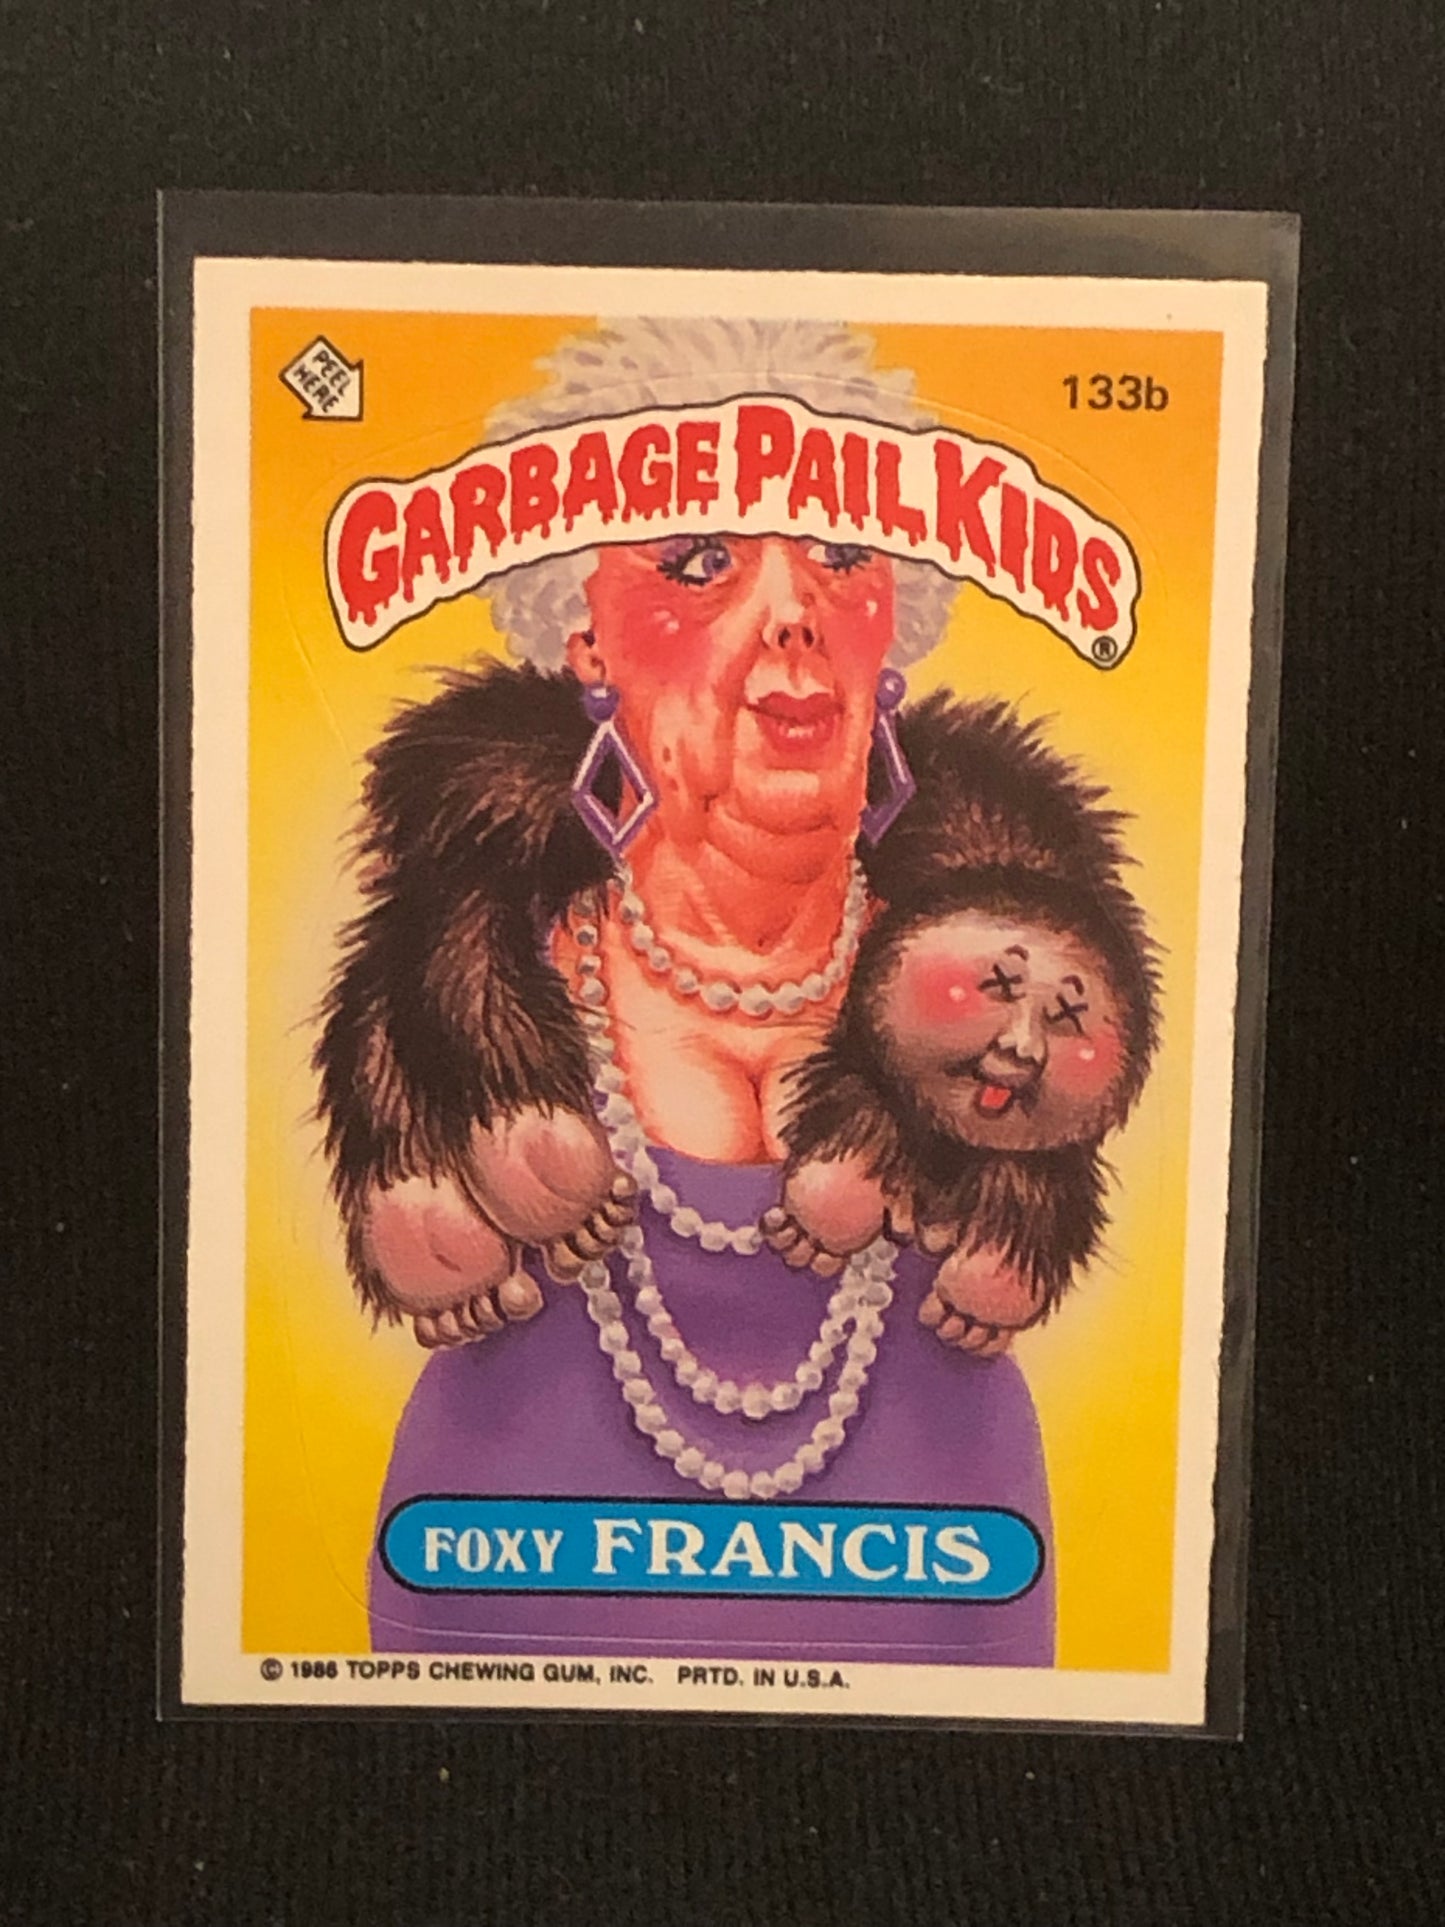 PEEL
HERE
133b
GARBAGE PAIL KIDS
®
FOXY FRANCIS
© 1986 TOPPS CHEWING GUM, INC. PRTD. IN U.S.A.